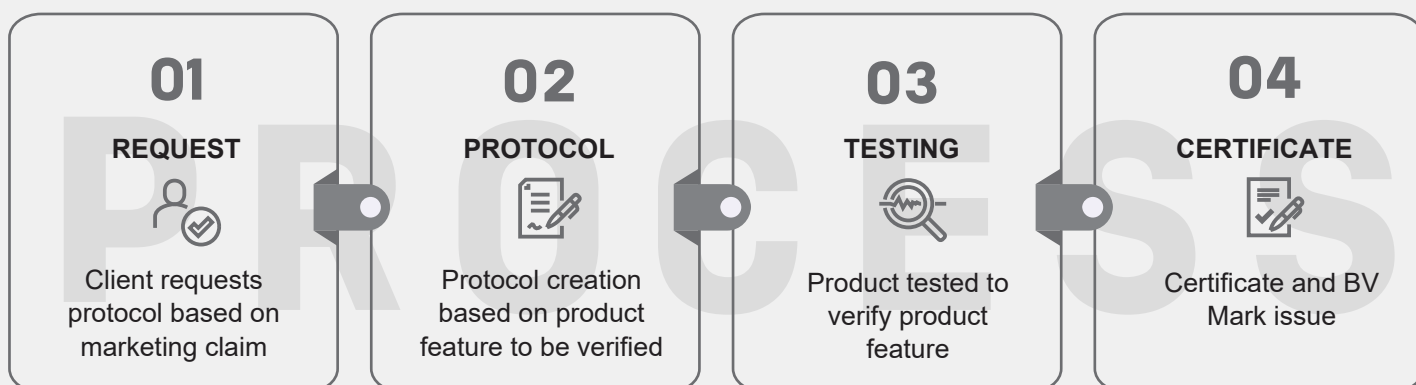 PROCESS
01
REQUEST
Client requests
protocol based on
marketing claim
02
PROTOCOL
Protocol creation
based on product
feature to be verified
03
TESTING
Product tested to
verify product
feature
04
CERTIFICATE
Certificate and BV
Mark issue